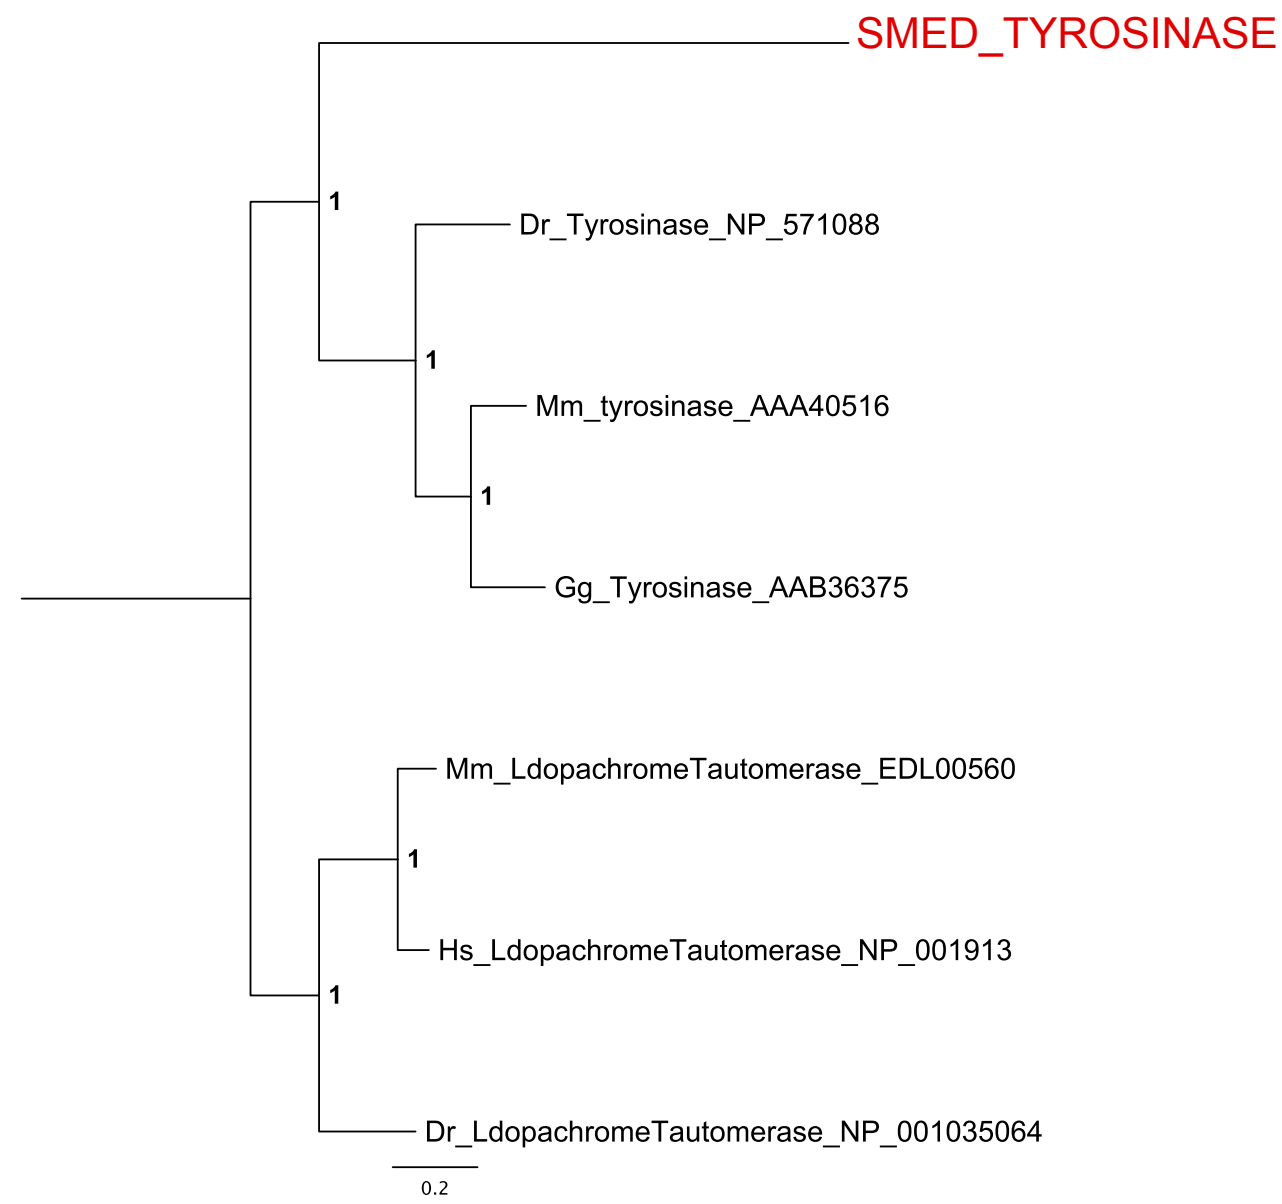 SMED_TYROSINASE
1
Dr_Tyrosinase_NP_571088
1
Mm_tyrosinase_AAA40516
1
Gg_Tyrosinase_AAB36375
Mm_LdopachromeTautomerase_EDL00560
1
Hs_LdopachromeTautomerase_NP_001913
1
Dr_LdopachromeTautomerase_NP_001035064
0.2